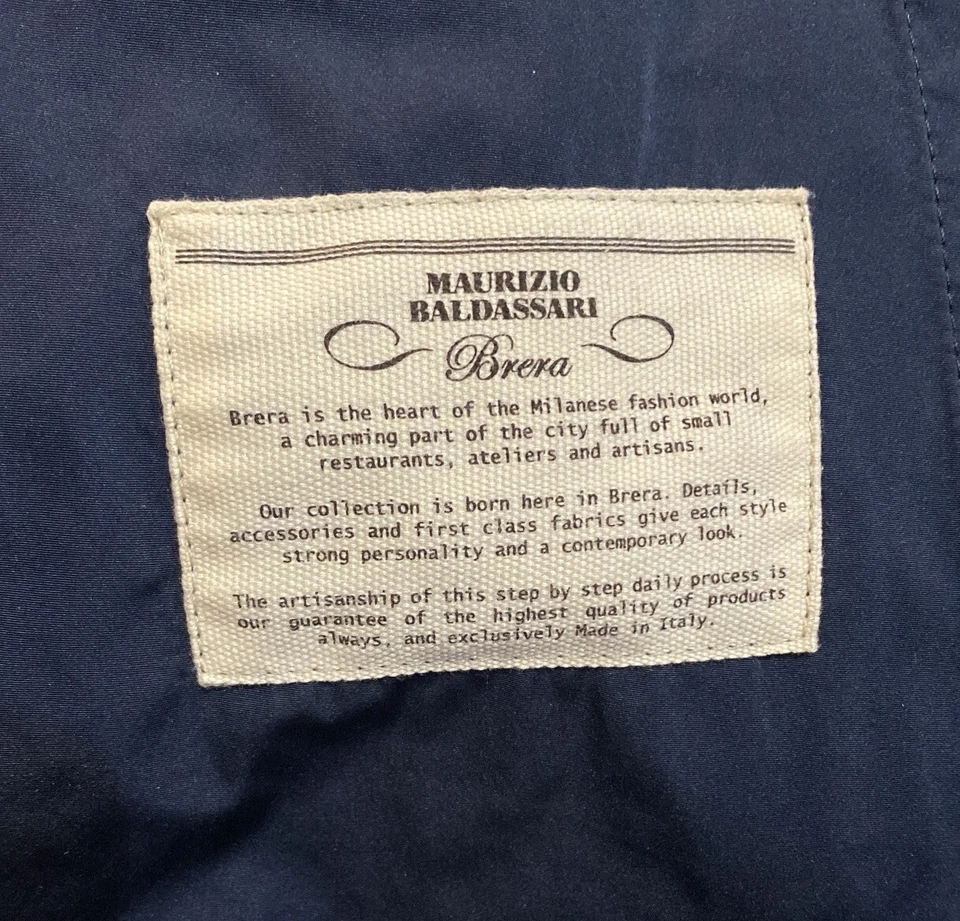 MAURIZIO
BALDASSARI
Brera
Brera is the heart of the Milanese fashion world,
a charming part of the city full of small
restaurants, ateliers and artisans.
Our collection is born here in Brera. Details,
accessories and first class fabrics give each style
strong personality and a contemporary look.
The artisanship of this step by step daily process is
our guarantee of the highest quality of products
always, and exclusively Made in Italy.